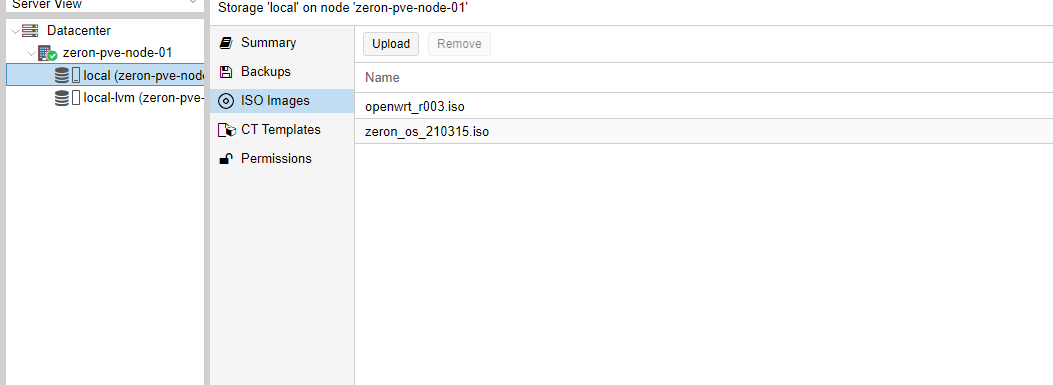 Server View
Storage 'local' on node 'zeron-pve-node-01'
Datacenter
zeron-pve-node-01
local (zeron-pve-node
local-lvm (zeron-pve-
Summary
Backups
ISO Images
CT Templates
Permissions
Upload
Remove
Name
openwrt_r003.iso
zeron_os_210315.iso